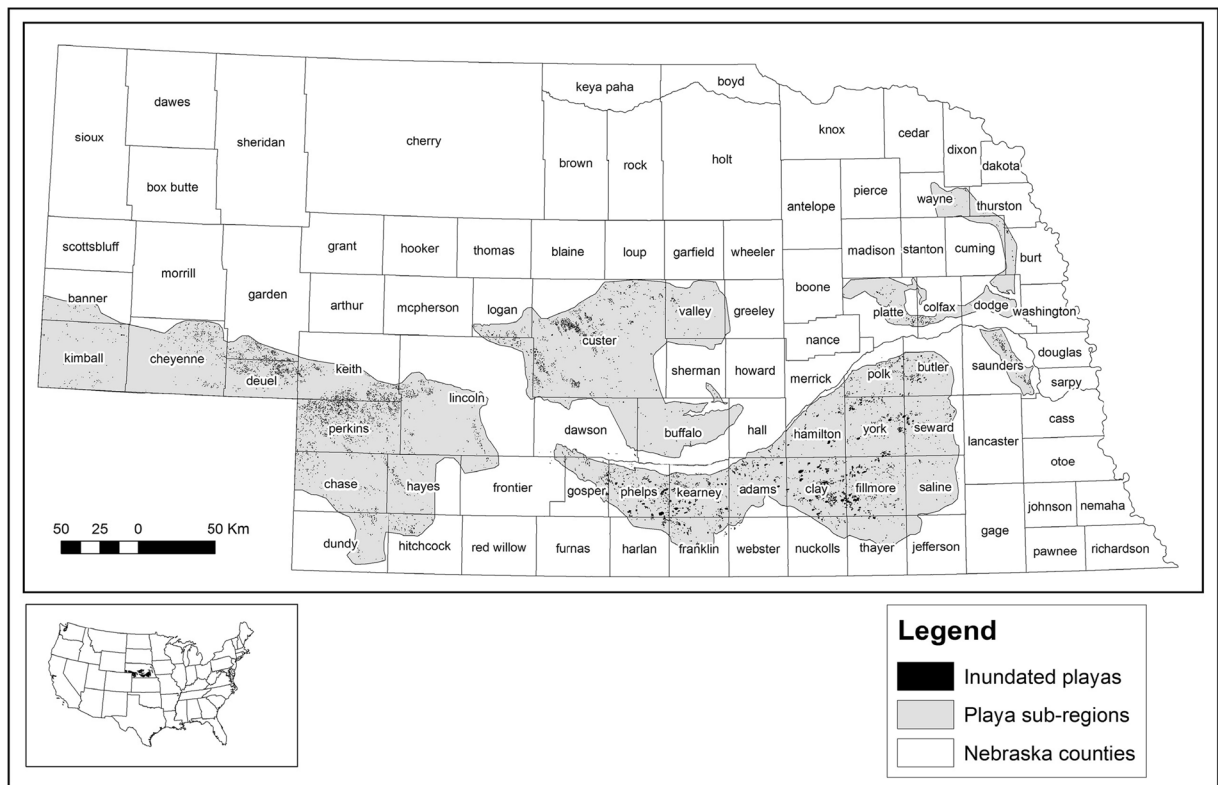 keya paha
boyd
dawes
sioux
sheridan
cherry
brown
rock
holt
knox
cedar
dixon
dakota
box butte
antelope
pierce
wayne
thurston
scottsbluff
morrill
grant
hooker
thomas
blaine
loup
garfield
wheeler
madison
stanton
cuming
burt
banner
garden
arthur
mcpherson
logan
custer
valley
greeley
boone
platte
colfax
dodge
washington
kimball
cheyenne
deuel
keith
lincoln
sherman
howard
nance
merrick
polk
butler
saunders
douglas
sarpy
perkins
dawson
buffalo
hall
hamilton
york
seward
lancaster
cass
otoe
chase
hayes
frontier
gosper
phelps
kearney
adams
clay
fillmore
saline
johnson
nemaha
gage
50 25 0 50 Km
dundy
hitchcock
red willow
furnas
harlan
franklin
webster
nuckolls
thayer
jefferson
pawnee
richardson
Legend
Inundated playas
Playa sub-regions
Nebraska counties